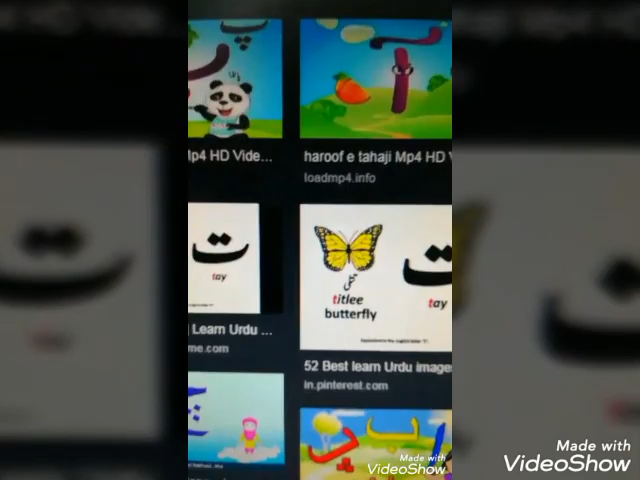 پ
پانڈا
آ
Mp4 HD Vide...
haroof e tahaji Mp4 HD V
loadmp4.info
ت
tay
تتلی
titlee
butterfly
ت
tay
Learn Urdu ...
me.com
52 Best learn Urdu image
in.pinterest.com
پ
ب
ا
Made with
VideoShow
Made with
VideoShow